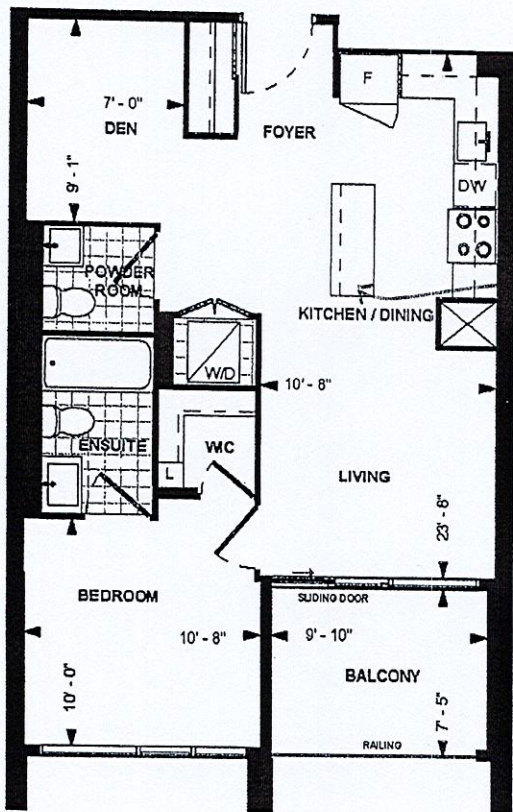 F
7' - 0"
DEN
FOYER
9' - 1"
DW
POWDER
ROOM
KITCHEN / DINING
W/D
10' - 8"
ENSUITE
WIC
L
LIVING
23' - 8"
BEDROOM
SLIDING DOOR
10' - 8"
9' - 10"
BALCONY
10' - 0"
7' - 5"
RAILING